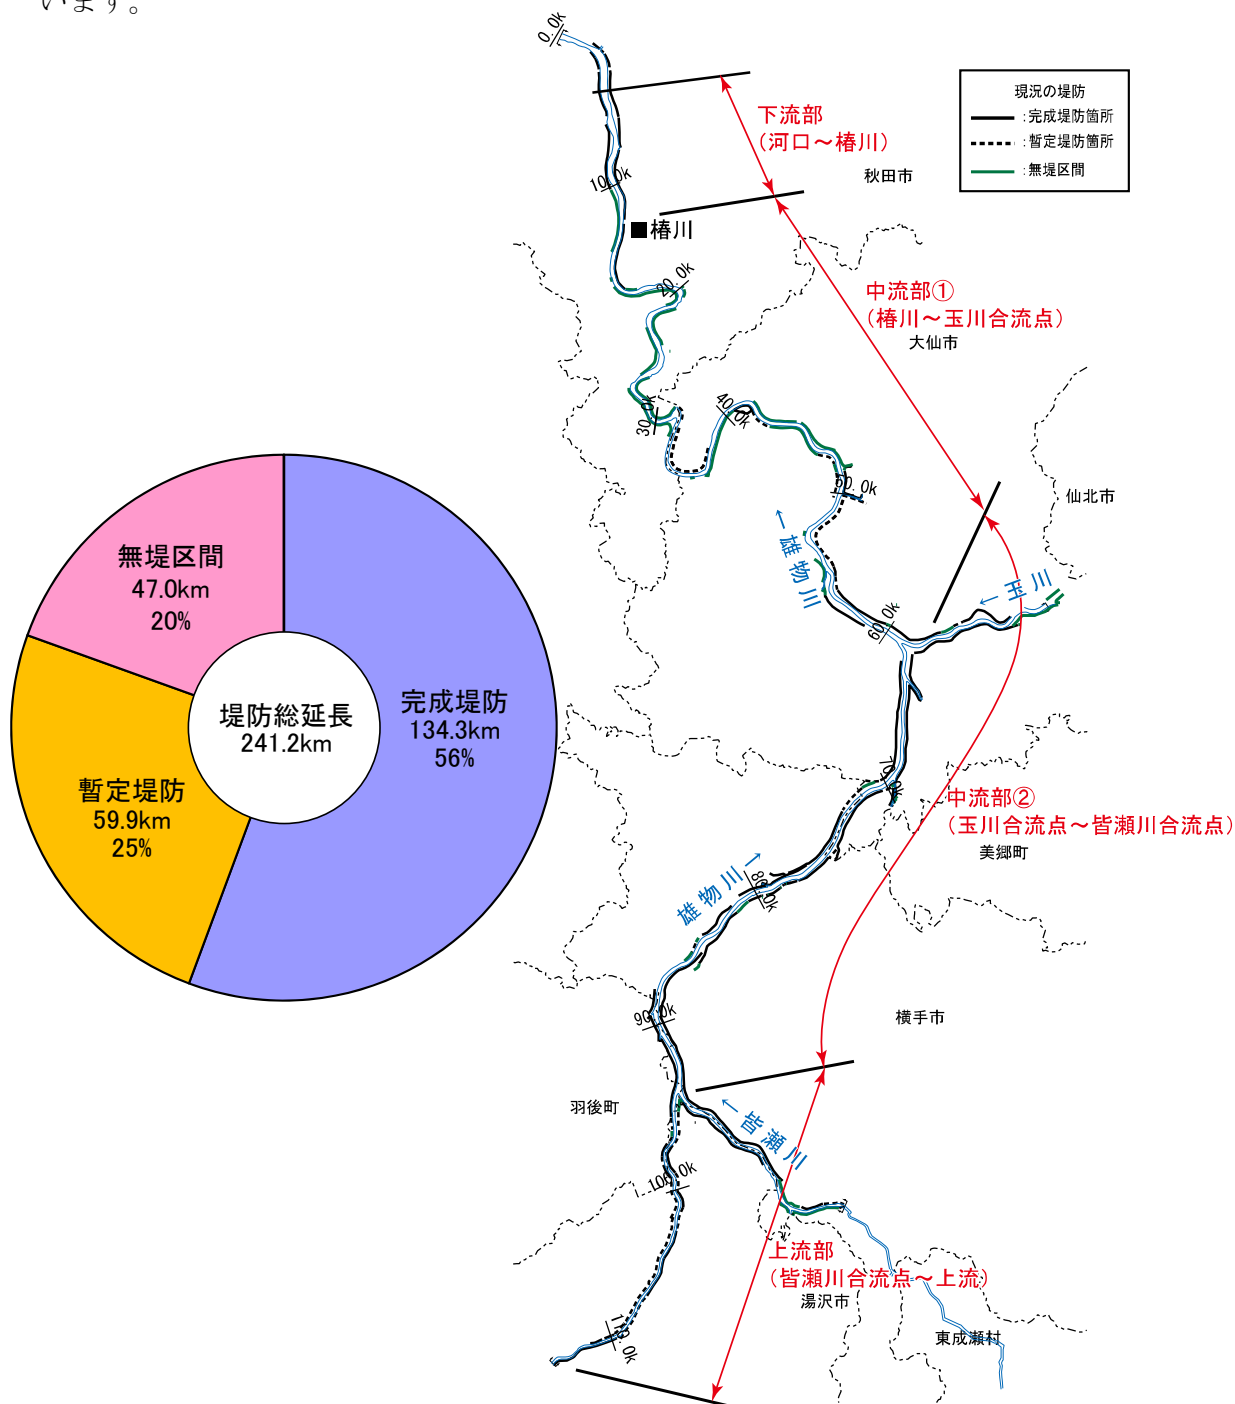 います。
0.0k
現況の堤防
:完成堤防箇所
:暫定堤防箇所
:無堤区間
下流部
(河口～椿川)
秋田市
10.0k
■椿川
20.0k
中流部①
(椿川～玉川合流点)
大仙市
30.0k
40.0k
50.0k
仙北市
←雄物川
←玉川
60.0k
無堤区間
47.0km
20%
完成堤防
134.3km
56%
堤防総延長
241.2km
暫定堤防
59.9km
25%
70.0k
中流部②
(玉川合流点～皆瀬川合流点)
美郷町
雄物川→
80.0k
90.0k
横手市
羽後町
←皆瀬川
100.0k
上流部
(皆瀬川合流点～上流)
湯沢市
110.0k
東成瀬村